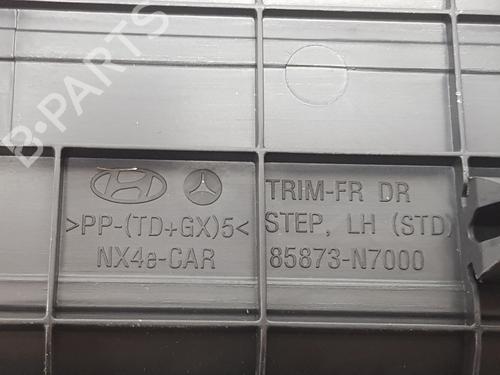 TRIM-FR DR
>PP-(TD+GX)5< STEP, LH (STD)
NX4e-CAR 85873-N7000
B-PARTS